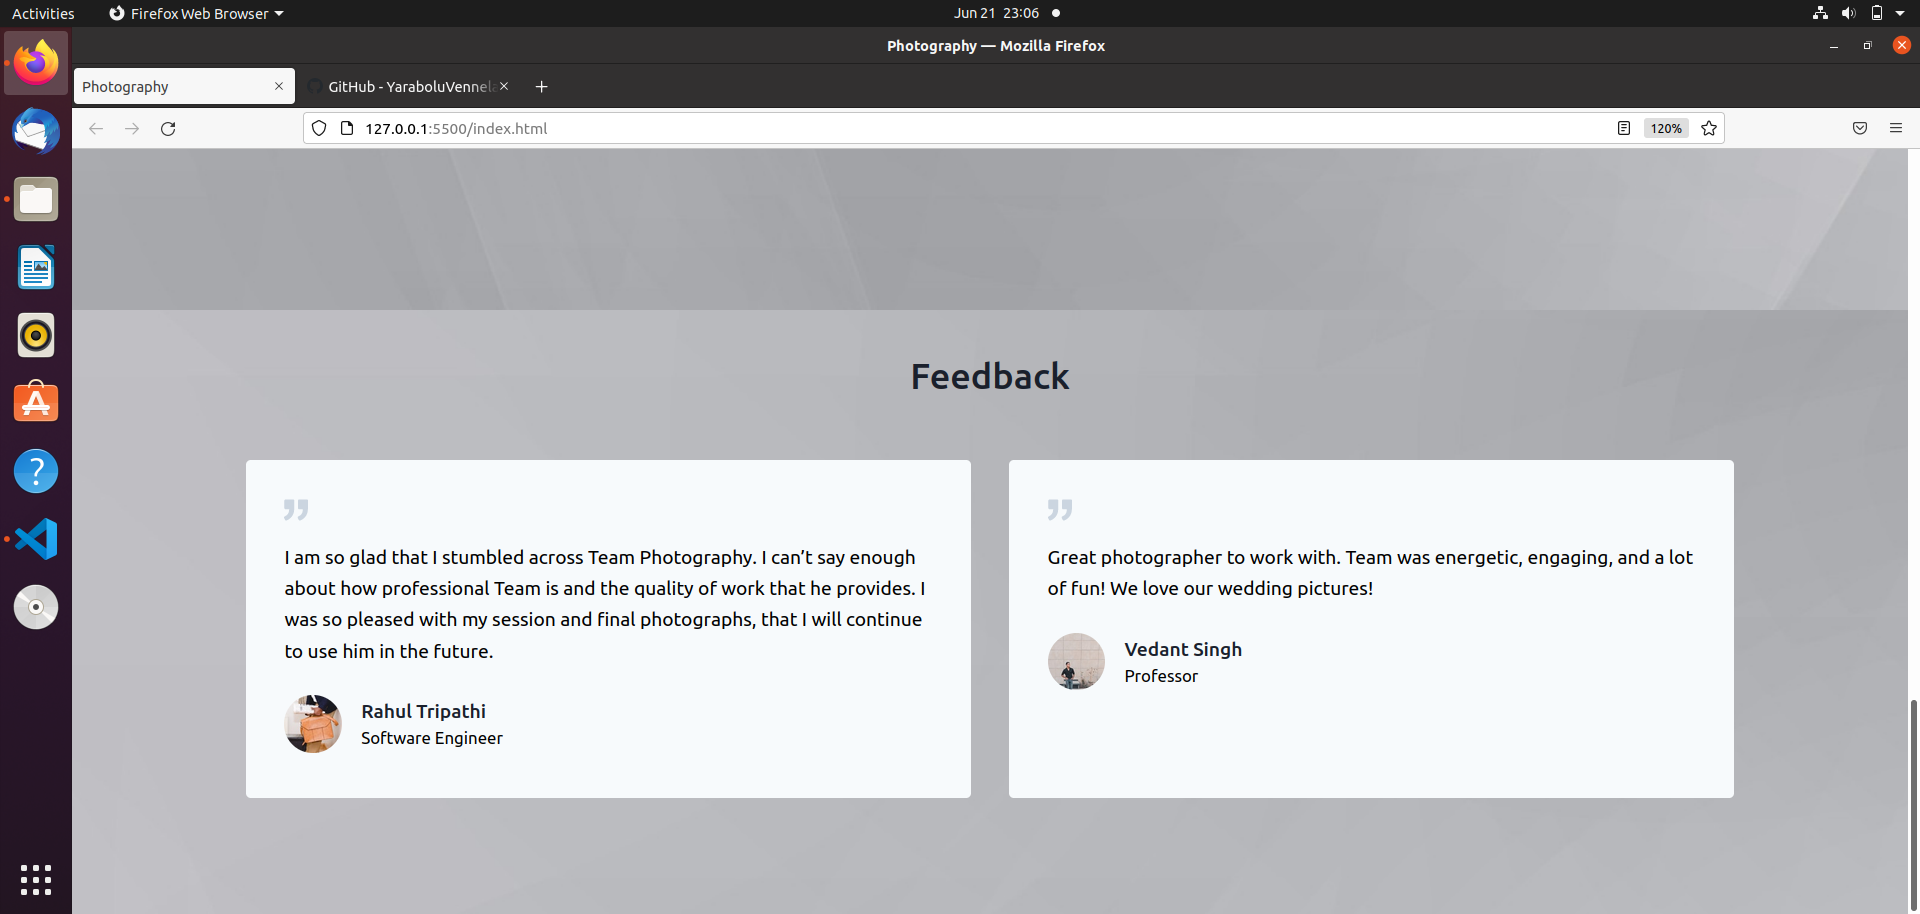 Activities
Firefox Web Browser
Jun 21 23:06
Photography — Mozilla Firefox
Photography
GitHub - YaraboluVennela
127.0.0.1:5500/index.html
120%
Feedback
I am so glad that I stumbled across Team Photography. I can’t say enough
about how professional Team is and the quality of work that he provides. I
was so pleased with my session and final photographs, that I will continue
to use him in the future.
Rahul Tripathi
Software Engineer
Great photographer to work with. Team was energetic, engaging, and a lot
of fun! We love our wedding pictures!
Vedant Singh
Professor